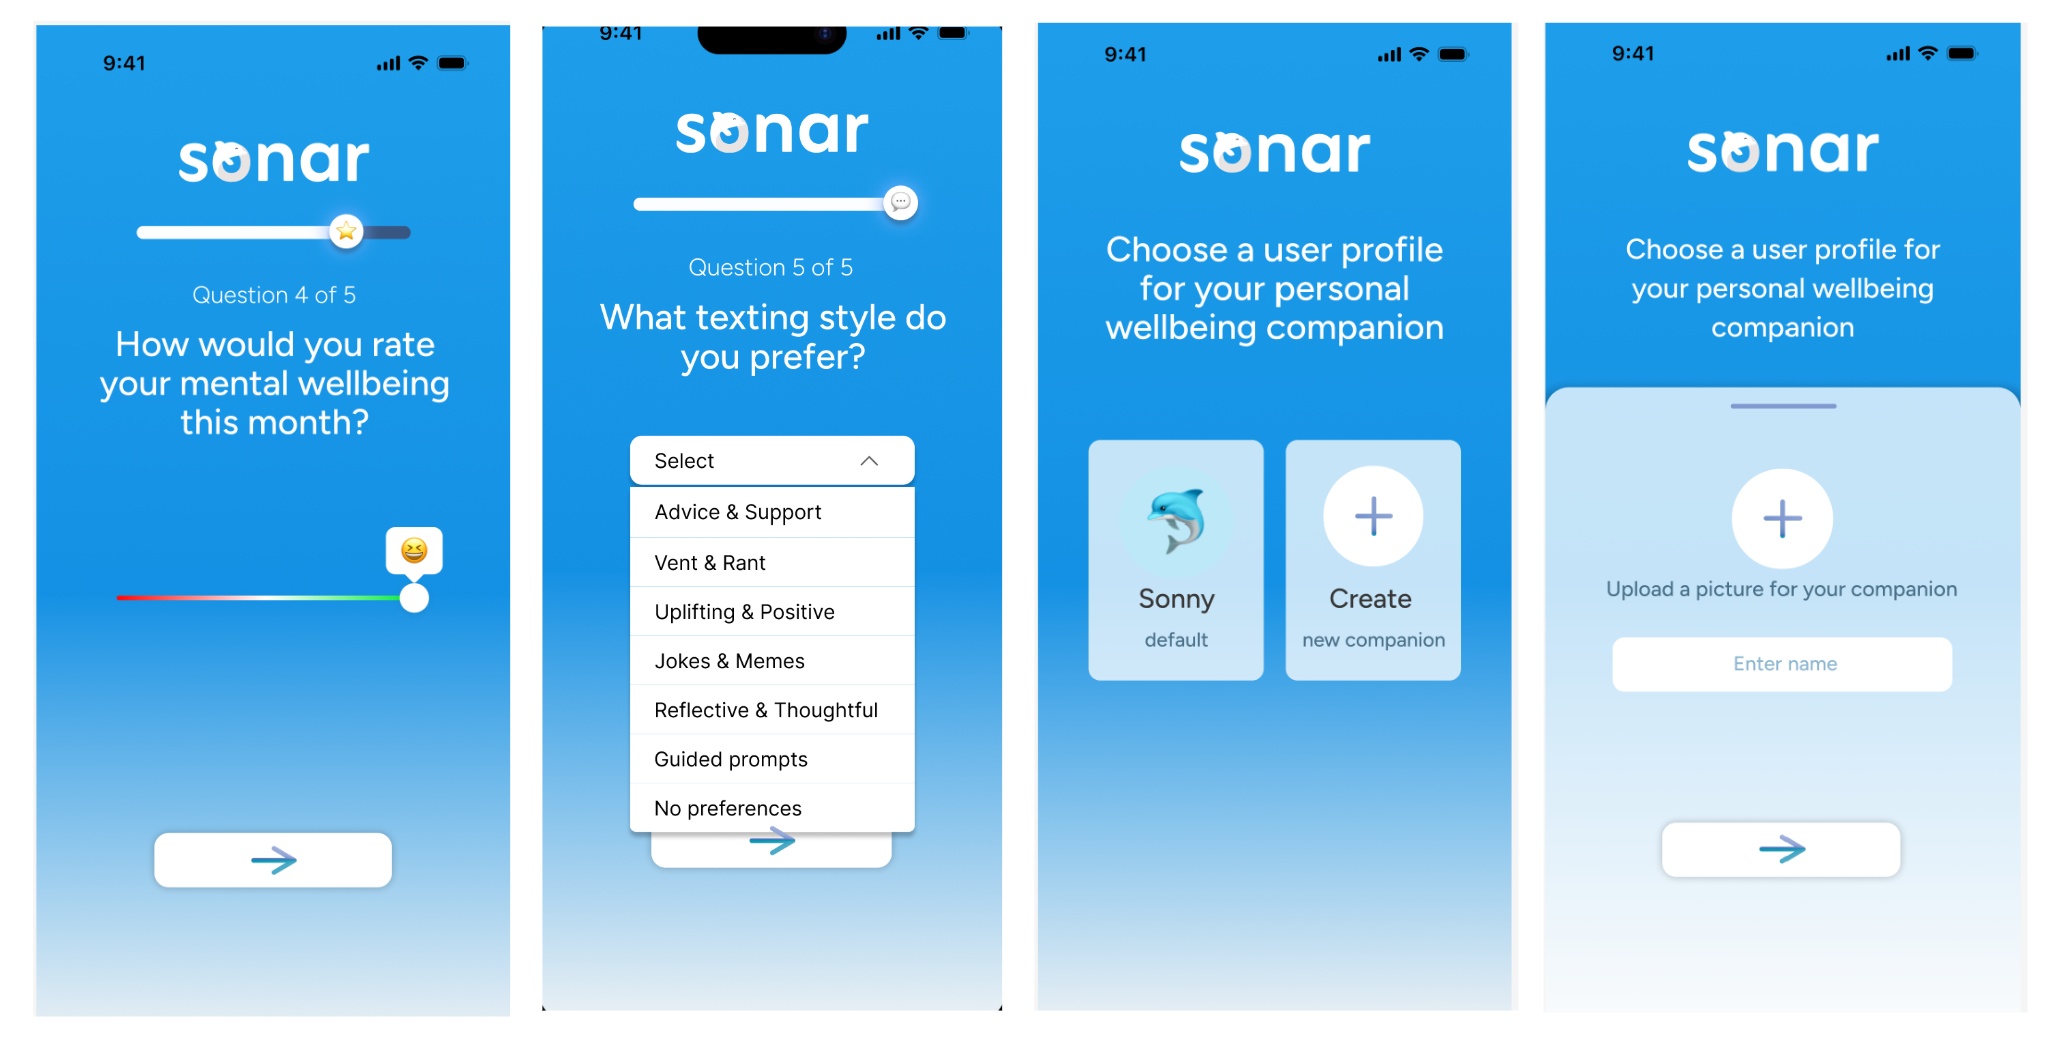 9:41
sonar
Question 4 of 5
How would you rate
your mental wellbeing
this month?
9:41
sonar
Question 5 of 5
What texting style do
you prefer?
Select
Advice & Support
Vent & Rant
Uplifting & Positive
Jokes & Memes
Reflective & Thoughtful
Guided prompts
No preferences
9:41
sonar
Choose a user profile
for your personal
wellbeing companion
Sonny
default
Create
new companion
9:41
sonar
Choose a user profile for
your personal wellbeing
companion
Upload a picture for your companion
Enter name